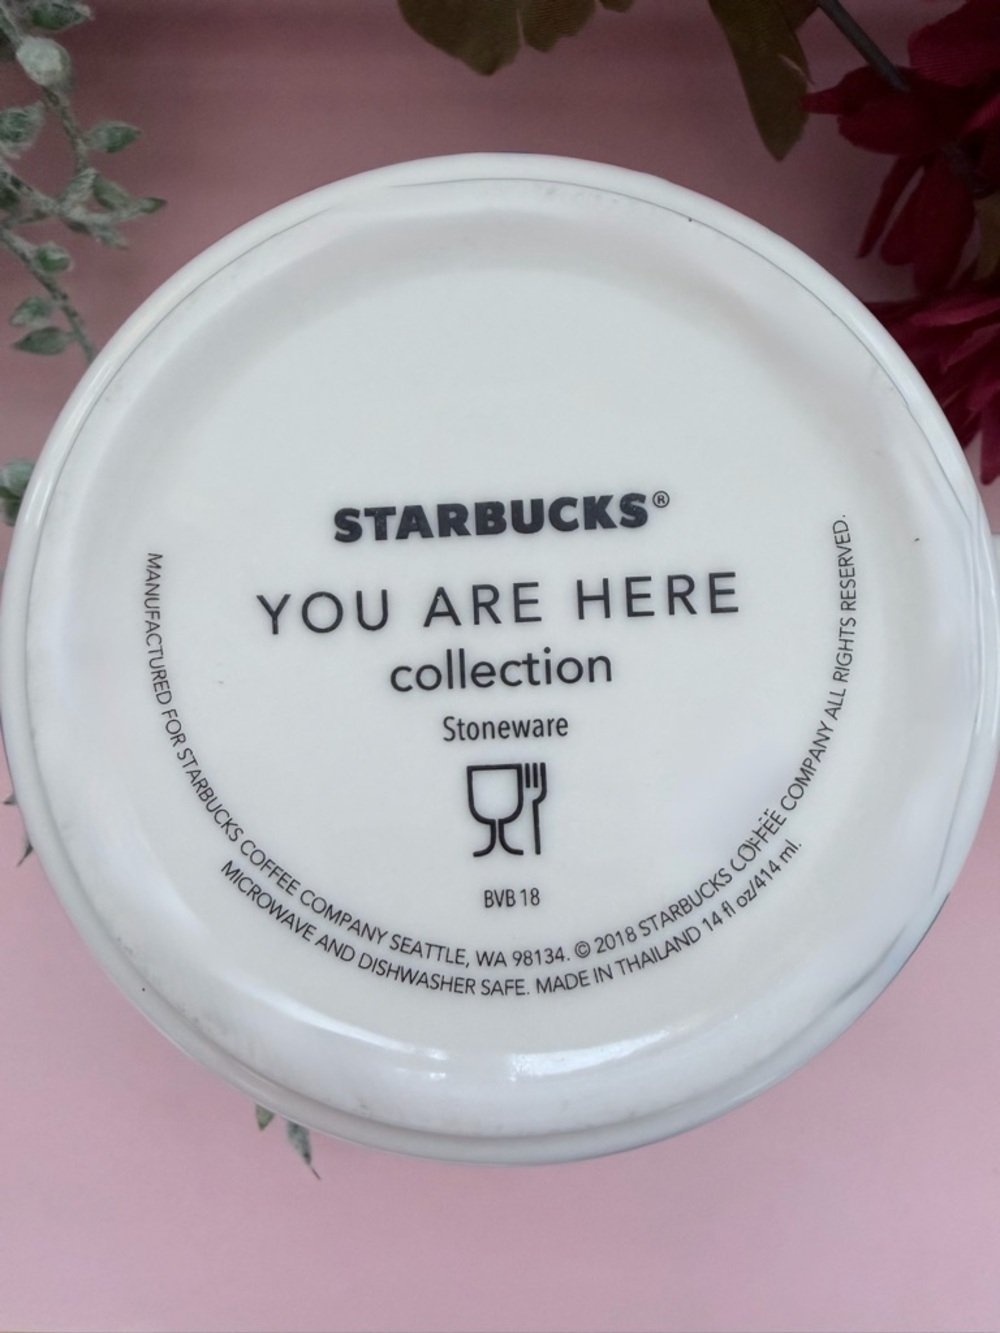 STARBUCKS®
YOU ARE HERE
collection
Stoneware
BVB 18
MANUFACTURED FOR STARBUCKS COFFEE COMPANY SEATTLE, WA 98134. © 2018 STARBUCKS COFFEE COMPANY ALL RIGHTS RESERVED.
MICROWAVE AND DISHWASHER SAFE. MADE IN THAILAND 14 fl oz/414 ml.